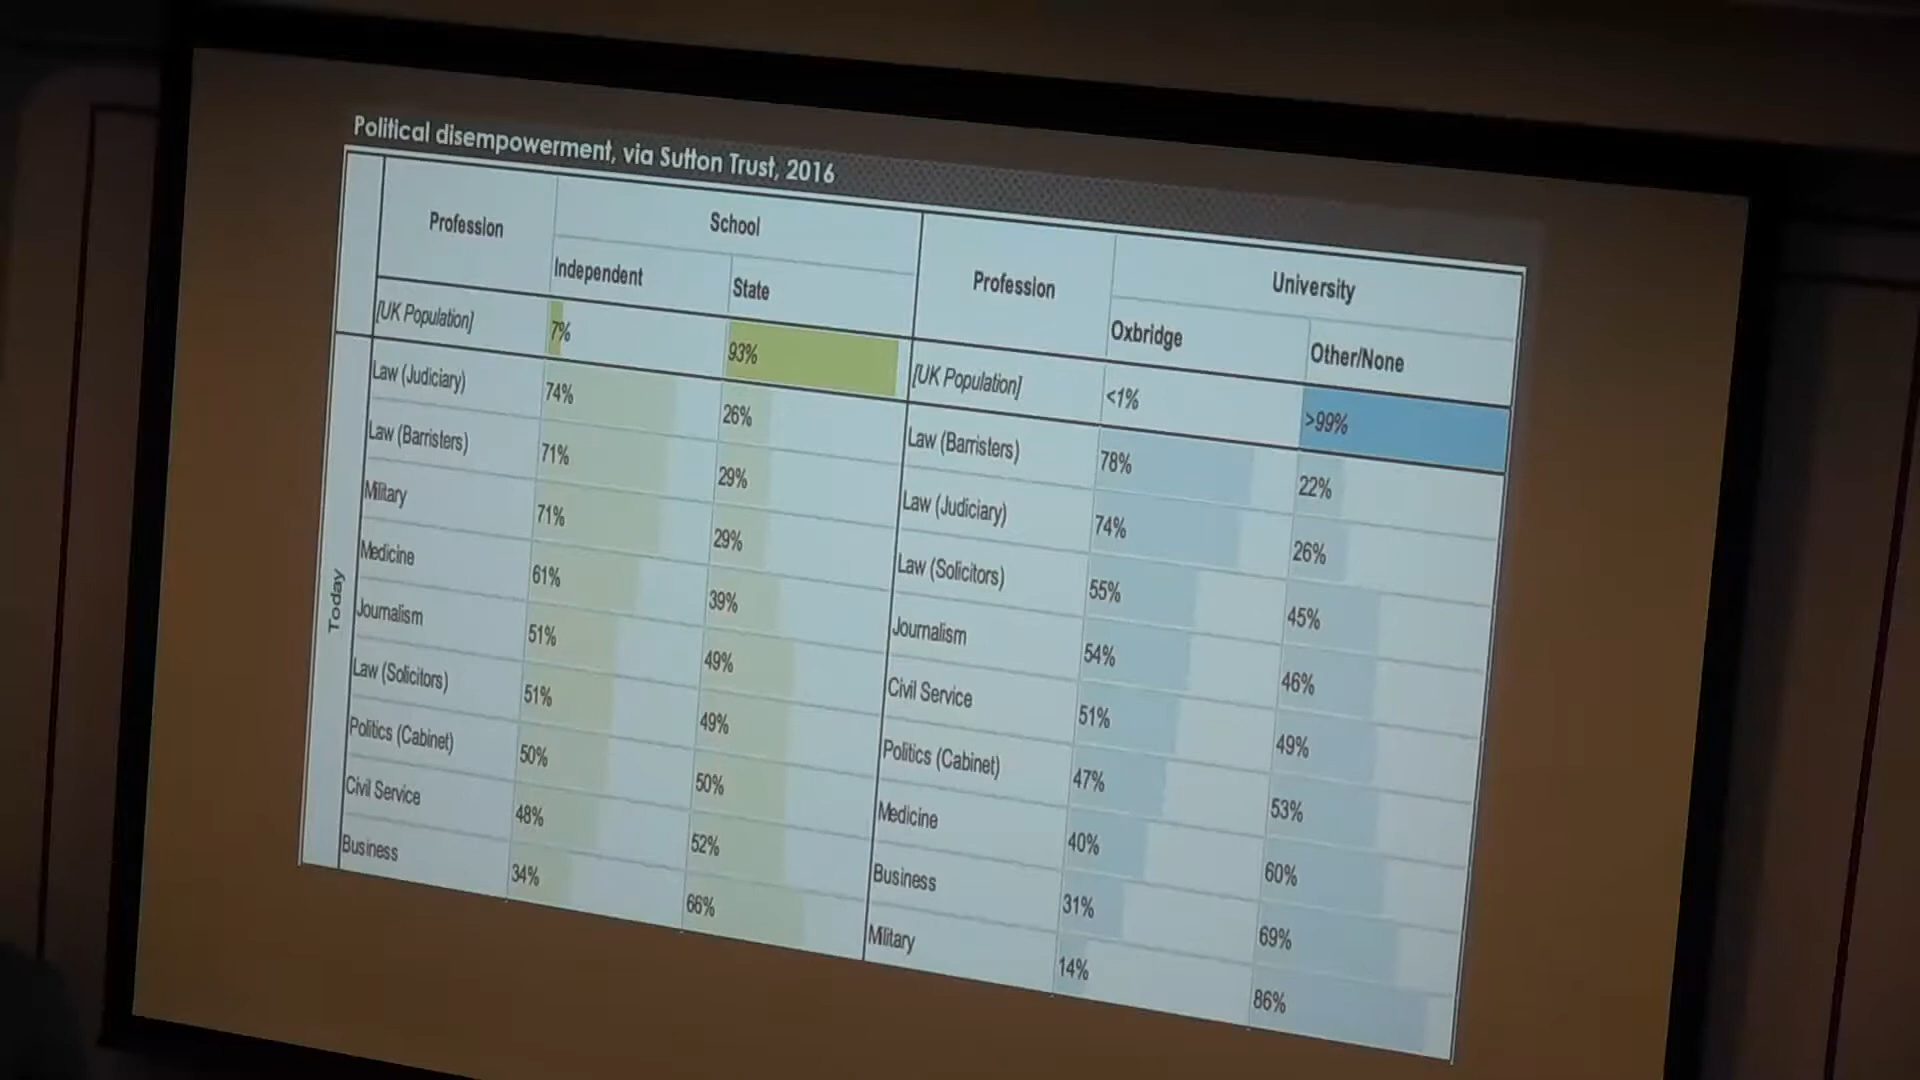 Political disempowerment, via Sutton Trust, 2016
Profession School Profession University
Independent State Oxbridge Other/None
[UK Population] 7% 93% [UK Population] <1% >99%
Today
Law (Judiciary) 74% 26% Law (Barristers) 78% 22%
Law (Barristers) 71% 29% Law (Judiciary) 74% 26%
Military 71% 29% Law (Solicitors) 55% 45%
Medicine 61% 39% Journalism 54% 46%
Journalism 51% 49% Civil Service 51% 49%
Law (Solicitors) 51% 49% Politics (Cabinet) 47% 53%
Politics (Cabinet) 50% 50% Medicine 40% 60%
Civil Service 48% 52% Business 31% 69%
Business 34% 66% Military 14% 86%